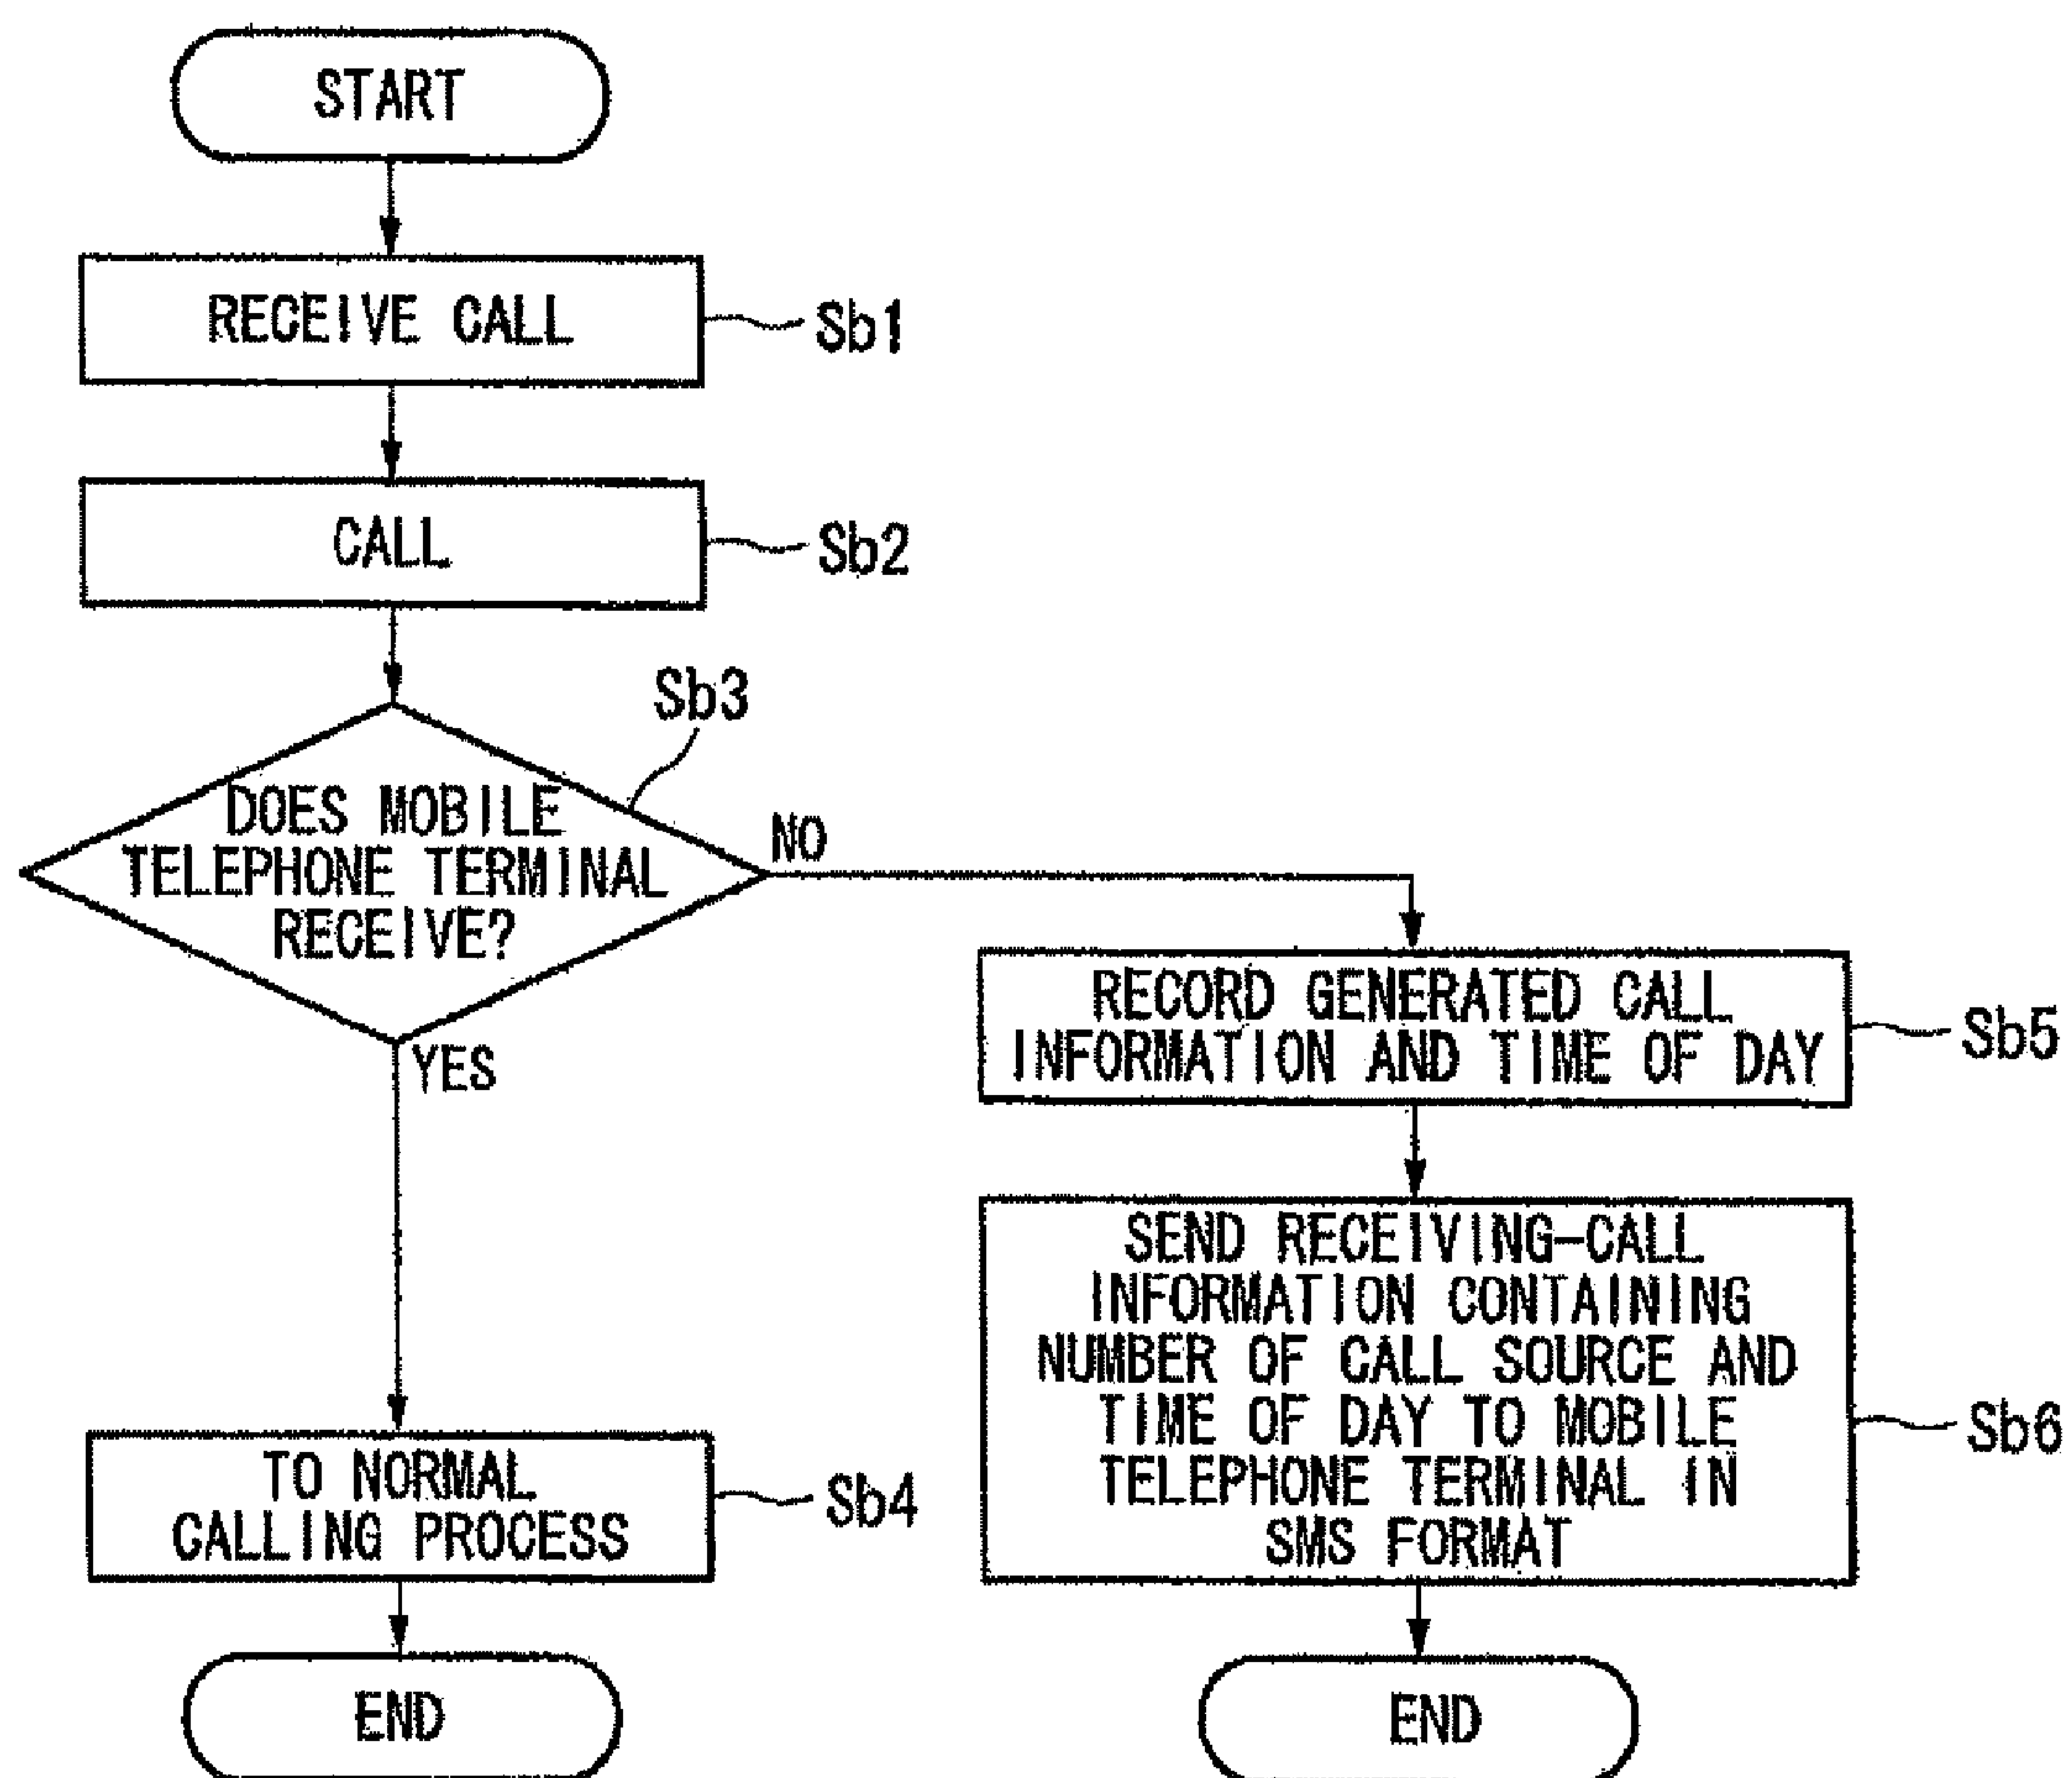 START
RECEIVE CALL
Sb1
CALL
Sb2
Sb3
DOES MOBILE
TELEPHONE TERMINAL
RECEIVE?
NO
YES
RECORD GENERATED CALL
INFORMATION AND TIME OF DAY
Sb5
SEND RECEIVING-CALL
INFORMATION CONTAINING
NUMBER OF CALL SOURCE AND
TIME OF DAY TO MOBILE
TELEPHONE TERMINAL IN
SMS FORMAT
Sb6
TO NORMAL
CALLING PROCESS
Sb4
END
END